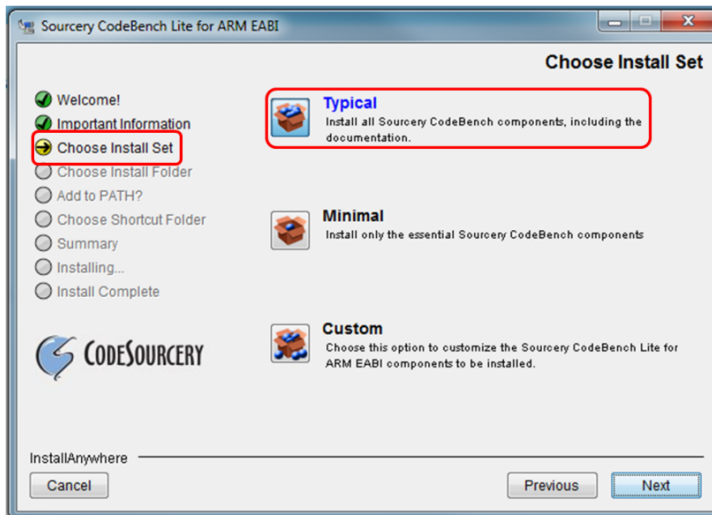 Sourcery CodeBench Lite for ARM EABI
Choose Install Set
Welcome!
Important Information
Choose Install Set
Choose Install Folder
Add to PATH?
Choose Shortcut Folder
Summary
Installing...
Install Complete
CODESOURCERY
Typical
Install all Sourcery CodeBench components, including the
documentation.
Minimal
Install only the essential Sourcery CodeBench components
Custom
Choose this option to customize the Sourcery CodeBench Lite for
ARM EABI components to be installed.
InstallAnywhere
Cancel
Previous
Next